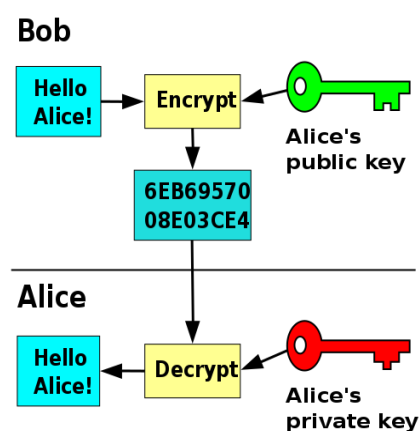 Bob
Hello
Alice!
Encrypt
Alice's
public key
6EB69570
08E03CE4
Alice
Hello
Alice!
Decrypt
Alice's
private key